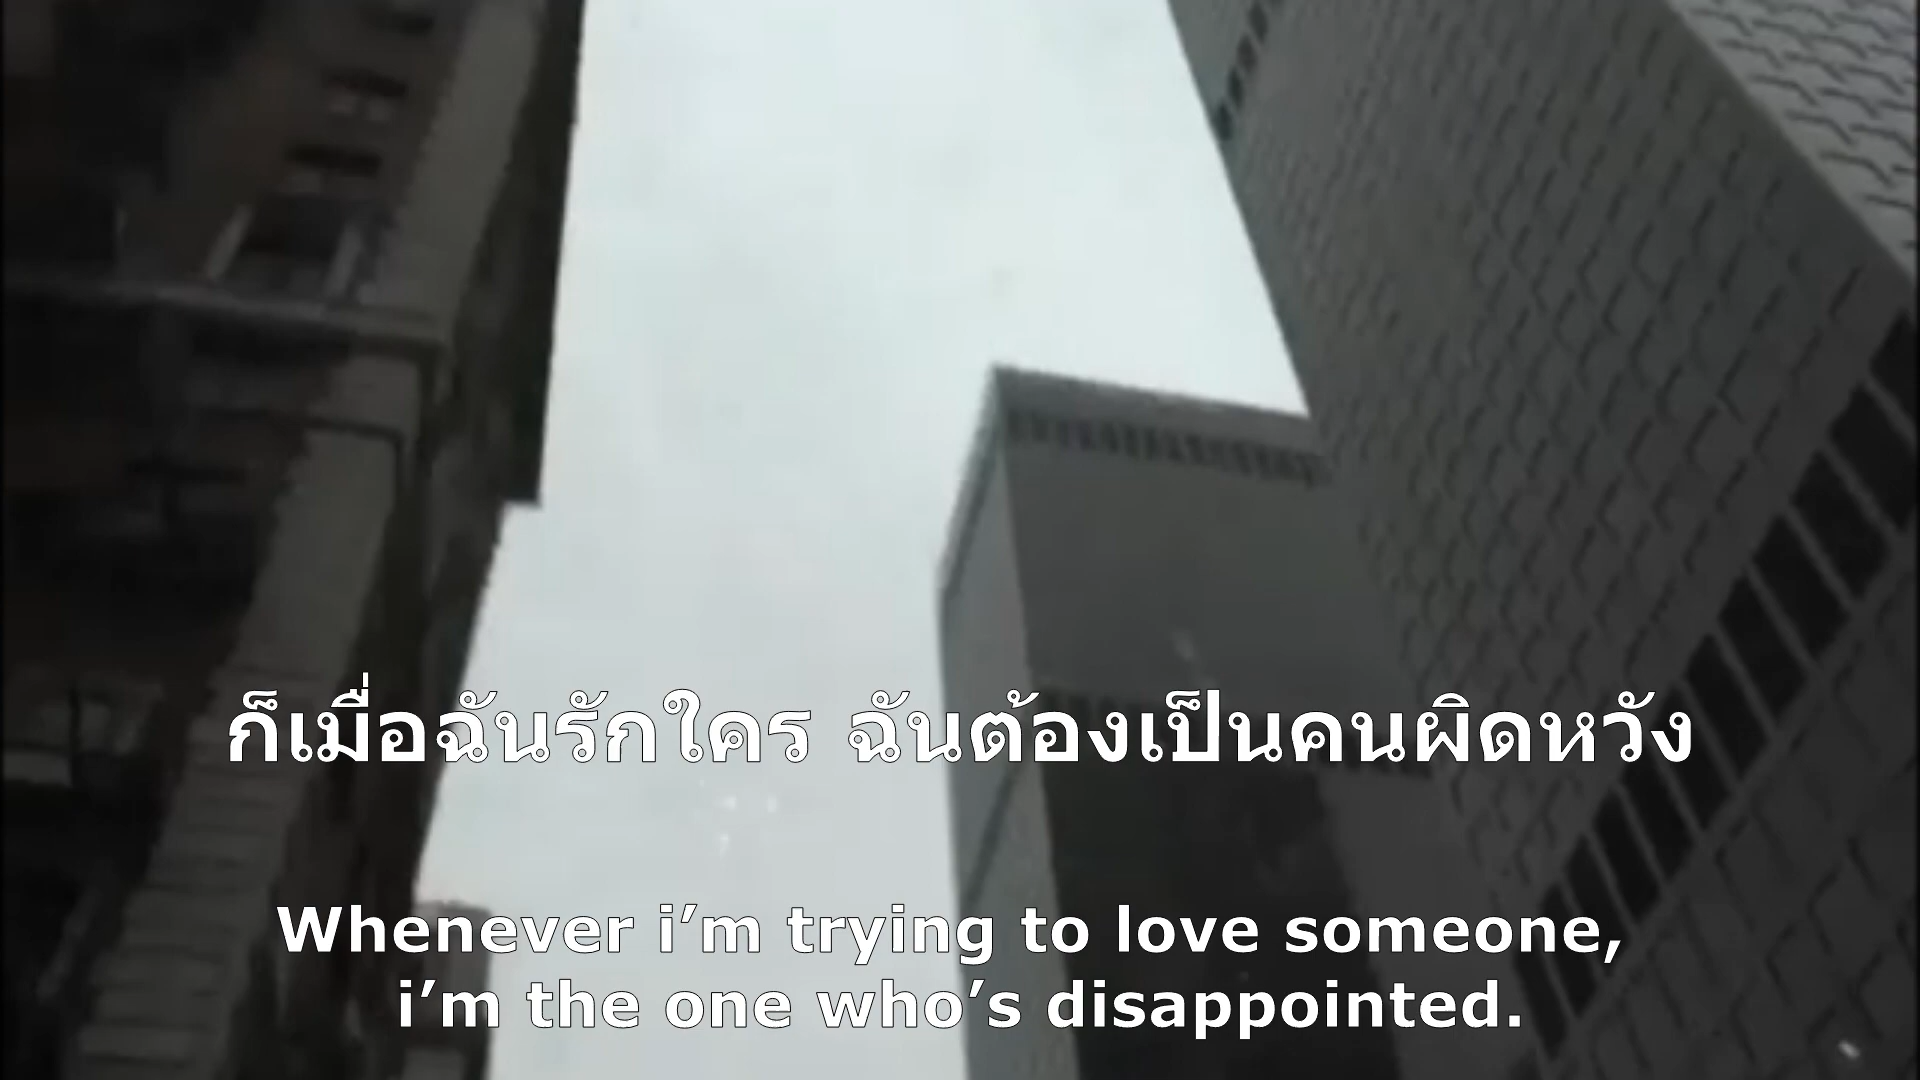 ก็เมื่อฉันรักใคร ฉันต้องเป็นคนผิดหวัง
Whenever i’m trying to love someone,
i’m the one who’s disappointed.